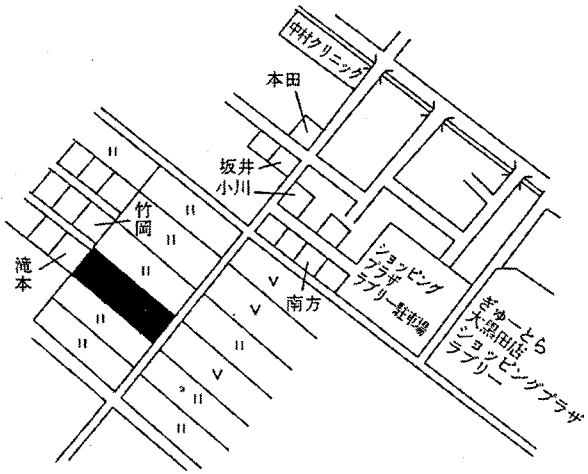 中村クリニック
本田
坂井
小川
竹岡
滝本
南方
ショッピング
プラザ
ラブリー駐車場
ぎゅーとら
大黒田店
ショッピングプラザ
ラブリー